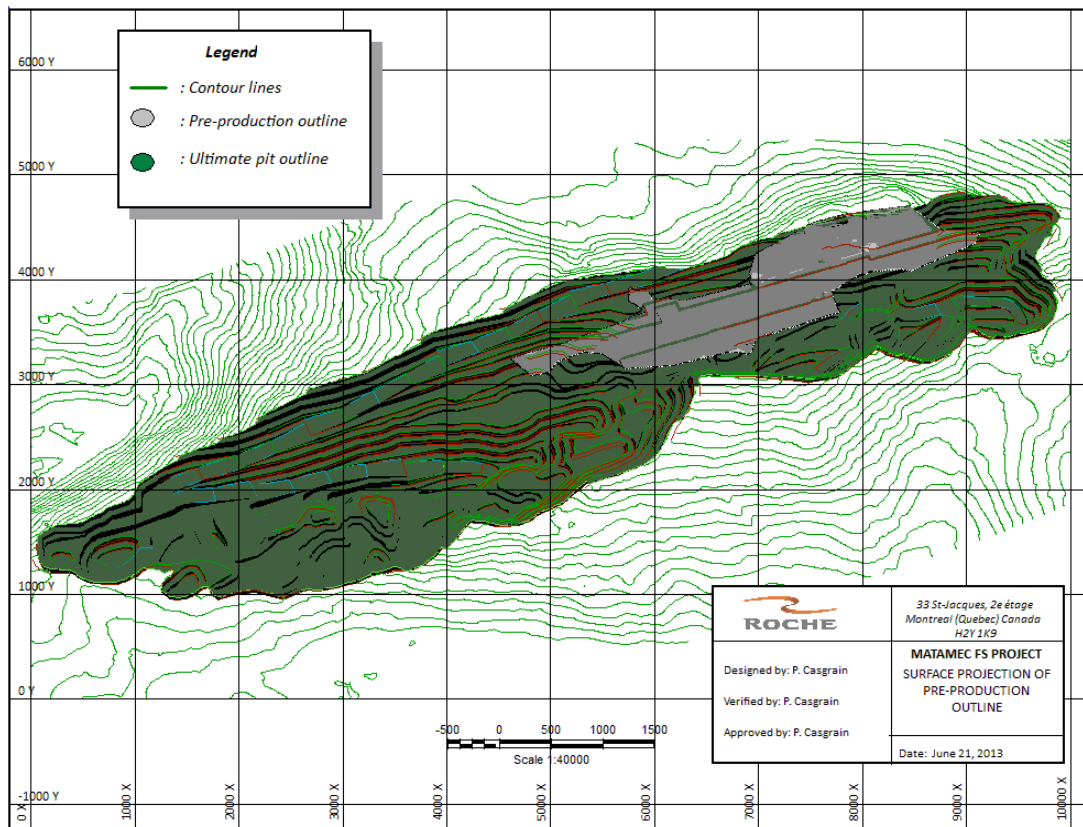 Legend
: Contour lines
: Pre-production outline
: Ultimate pit outline
6000 Y
5000 Y
4000 Y
3000 Y
2000 Y
1000 Y
0 Y
-1000 Y
0 X
1000 X
2000 X
3000 X
4000 X
5000 X
6000 X
7000 X
8000 X
9000 X
10000 X
-500 0 500 1000 1500
Scale 1:40000
ROCHE
33 St-Jacques, 2e étage
Montreal (Quebec) Canada
H2Y 1K9
Designed by: P. Casgrain
Verified by: P. Casgrain
Approved by: P. Casgrain
MATAMEC FS PROJECT
SURFACE PROJECTION OF
PRE-PRODUCTION
OUTLINE
Date: June 21, 2013